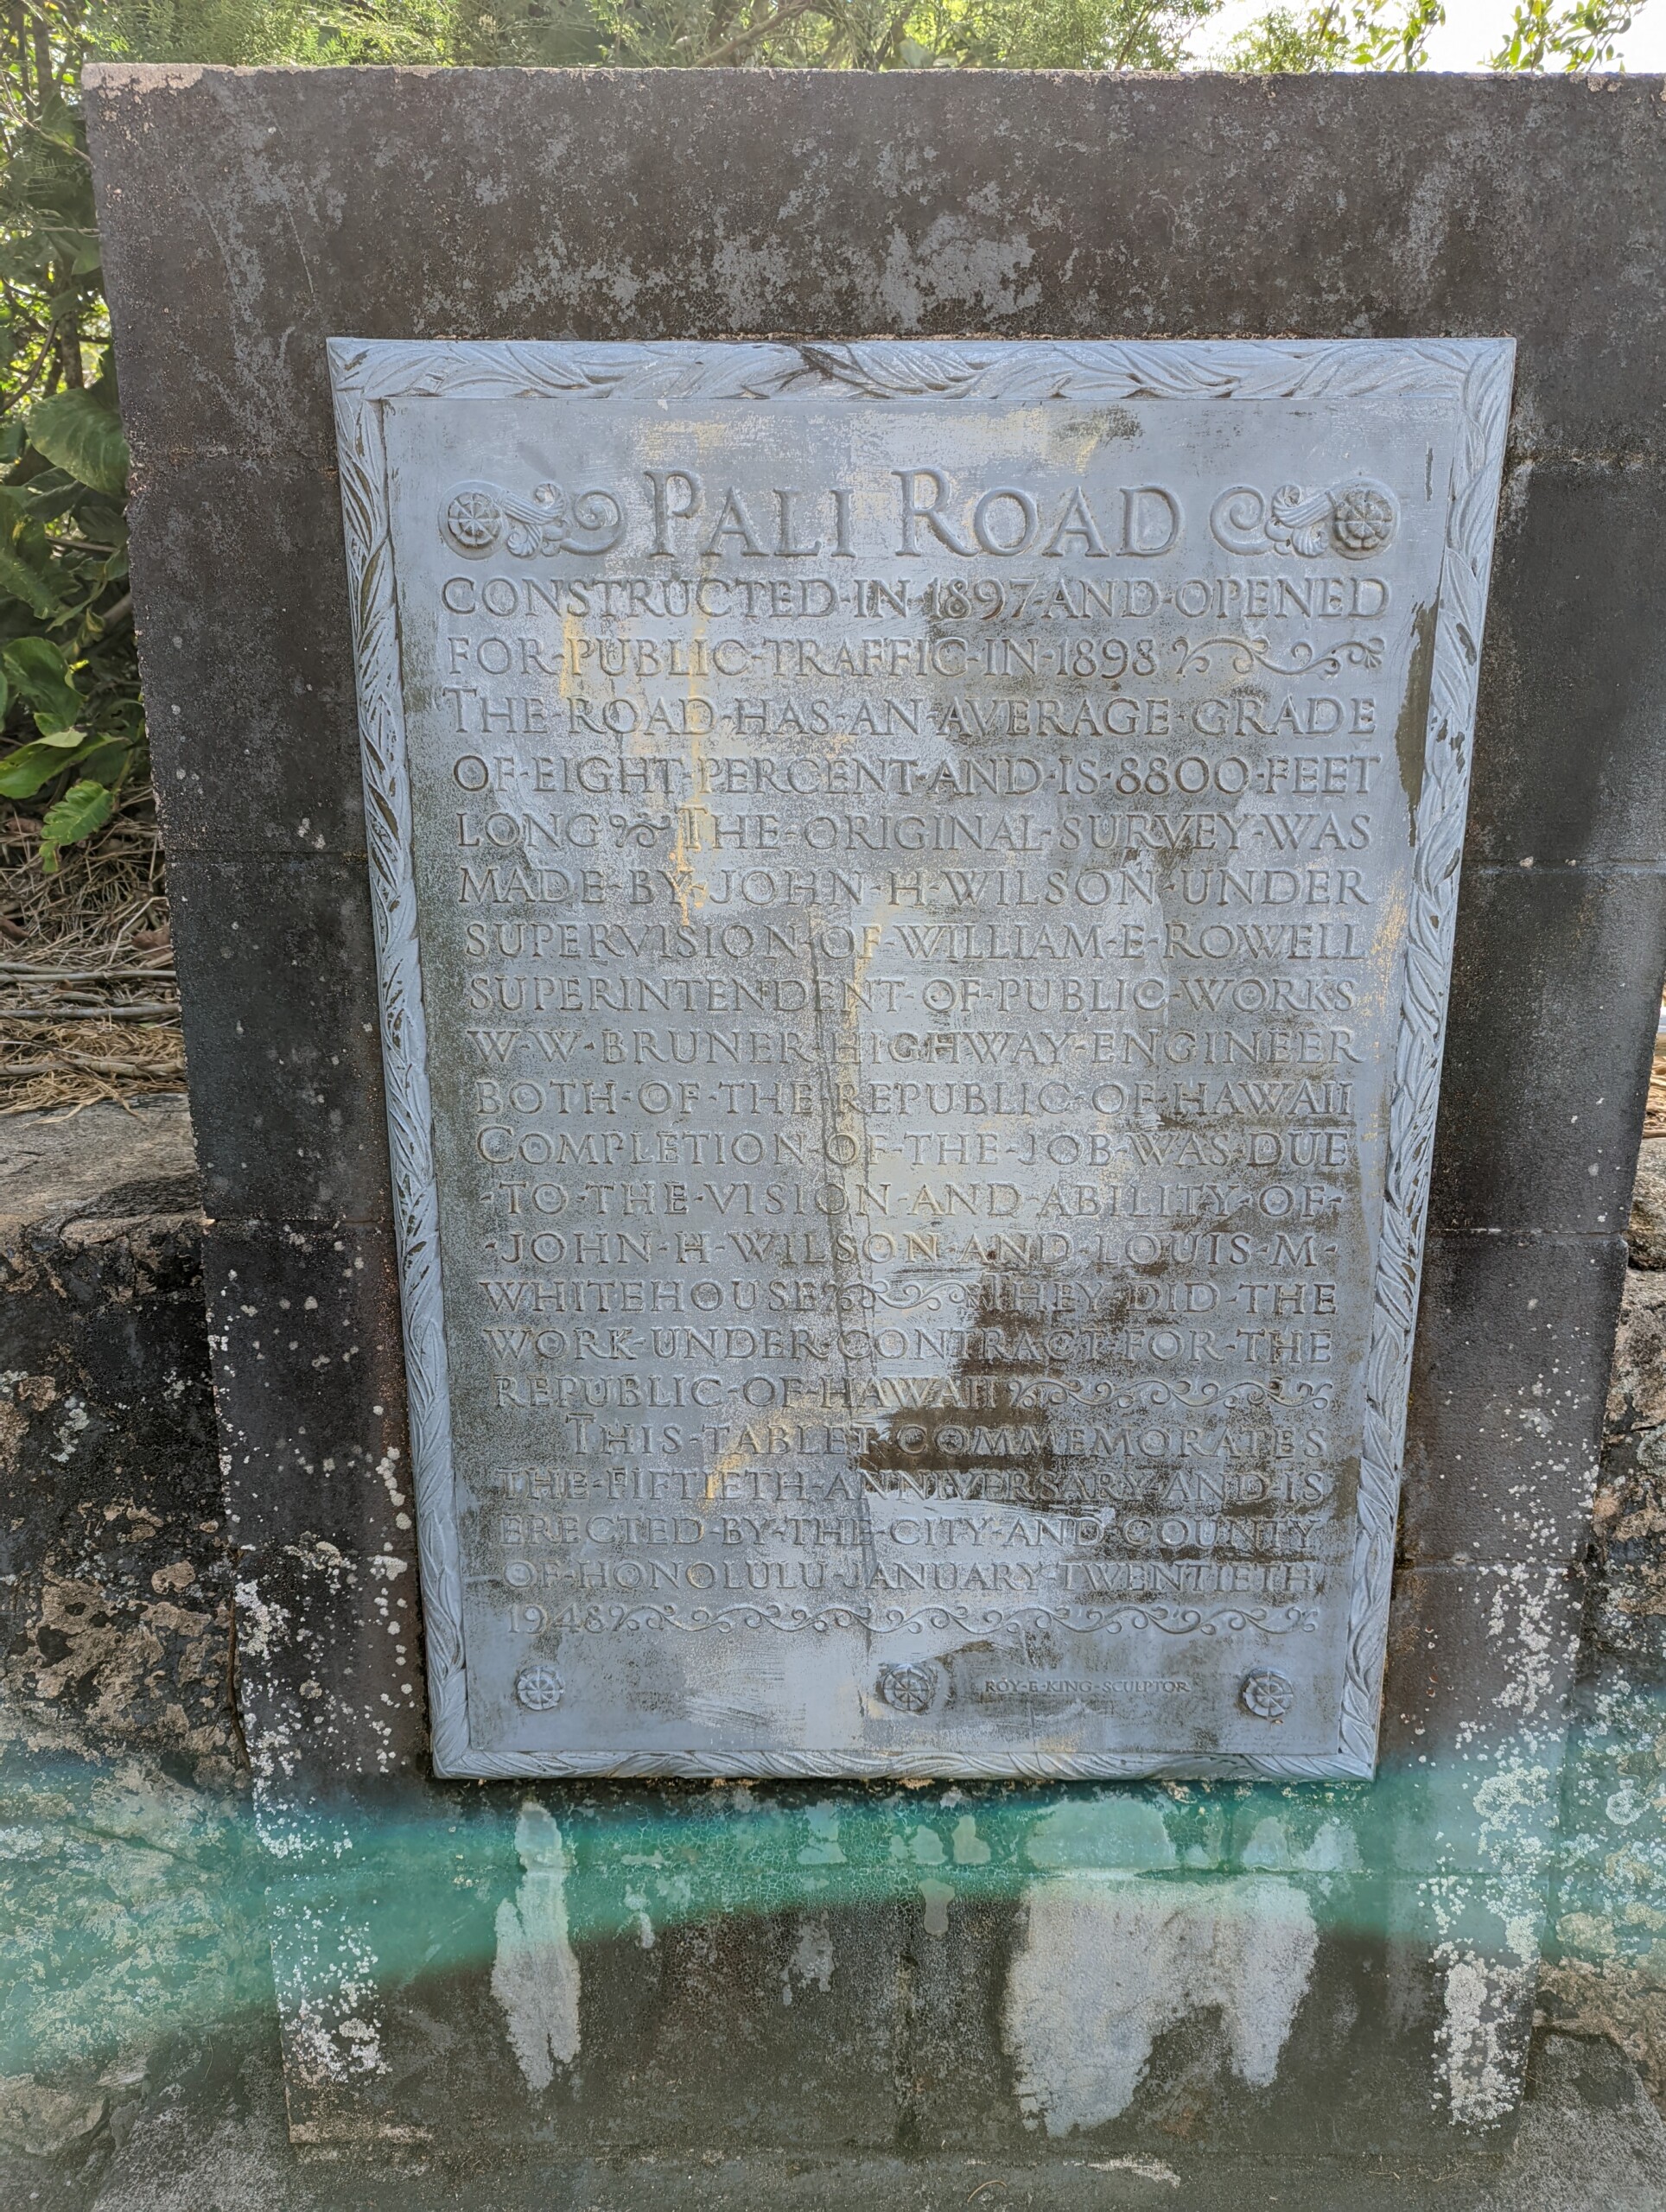 PALI ROAD
CONSTRUCTED·IN·1897·AND·OPENED
FOR·PUBLIC·TRAFFIC·IN·1898
THE·ROAD·HAS·AN·AVERAGE·GRADE
OF·EIGHT·PERCENT·AND·IS·8800·FEET
LONG THE·ORIGINAL·SURVEY·WAS
MADE·BY·JOHN·H·WILSON·UNDER
SUPERVISION·OF·WILLIAM·E·ROWELL
SUPERINTENDENT·OF·PUBLIC·WORKS
W·W·BRUNER·HIGHWAY·ENGINEER
BOTH·OF·THE·REPUBLIC·OF·HAWAII
COMPLETION·OF·THE·JOB·WAS·DUE
·TO·THE·VISION·AND·ABILITY·OF·
·JOHN·H·WILSON·AND·LOUIS·M·
WHITEHOUSE THEY·DID·THE
WORK·UNDER·CONTRACT·FOR·THE
REPUBLIC·OF·HAWAII
THIS·TABLET·COMMEMORATES
THE·FIFTIETH·ANNIVERSARY·AND·IS
ERECTED·BY·THE·CITY·AND·COUNTY
OF·HONOLULU·JANUARY·TWENTIETH
1948
ROY·E·KING·SCULPTOR